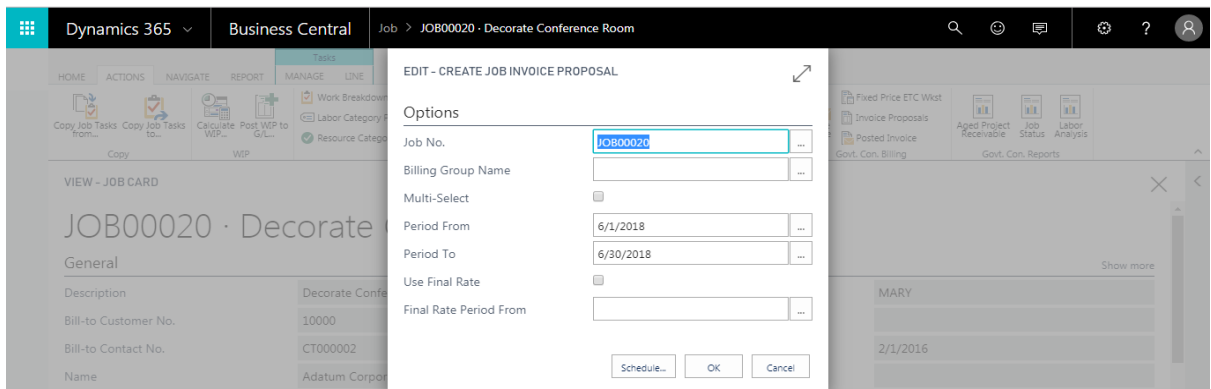 Dynamics 365 Business Central Job > JOB00020 · Decorate Conference Room ?
Tasks
HOME ACTIONS NAVIGATE REPORT MANAGE LINE
EDIT - CREATE JOB INVOICE PROPOSAL
Copy Job Tasks from... Copy Job Tasks to... Calculate WIP... Post WIP to G/L...
Work Breakdown
Labor Category
Resource Catego
Copy WIP
Fixed Price ETC Wkst
Invoice Proposals
Posted Invoice
Aged Project Receivable Job Status Labor Analysis
Govt. Con. Billing Govt. Con. Reports
Options
Job No. JOB00020 ...
Billing Group Name ...
Multi-Select
Period From 6/1/2018 ...
Period To 6/30/2018 ...
Use Final Rate
Final Rate Period From ...
Schedule... OK Cancel
VIEW - JOB CARD
JOB00020 · Decorate
General Show more
Description Decorate Confe MARY
Bill-to Customer No. 10000
Bill-to Contact No. CT000002 2/1/2016
Name Adatum Corpor